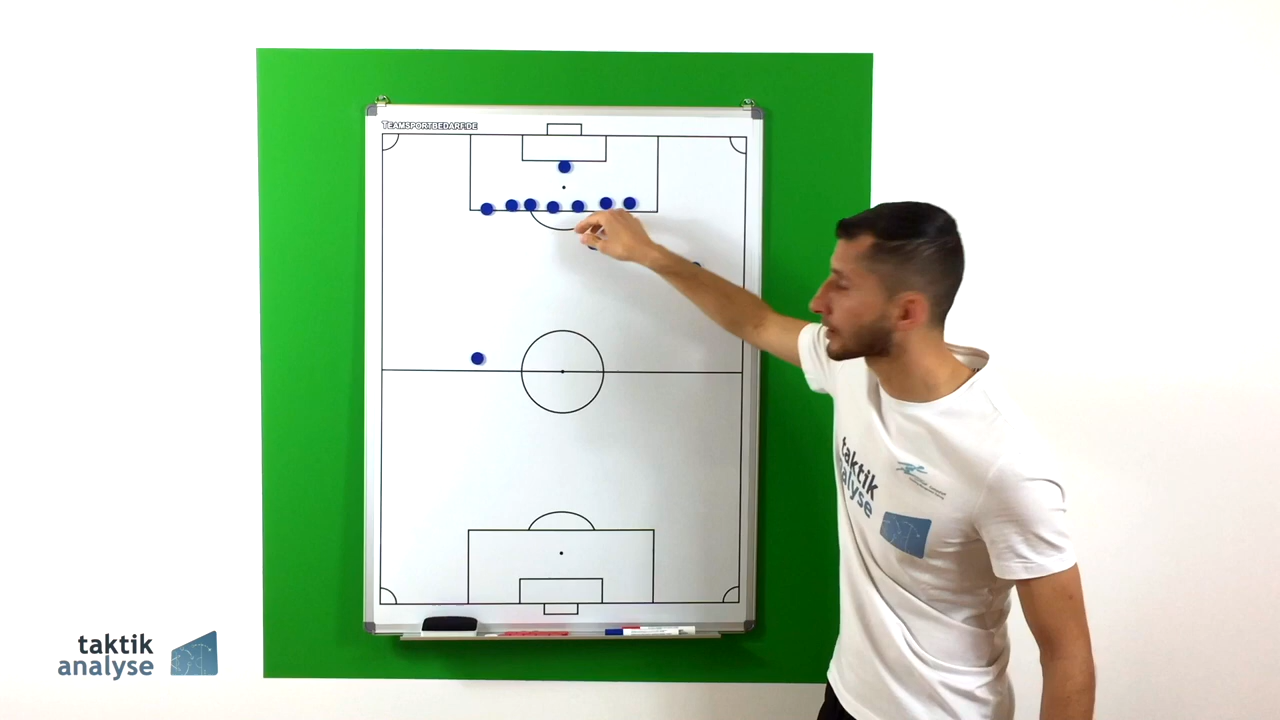 TEAMSPORTBEDARF.DE
taktik
analyse
taktik
analyse